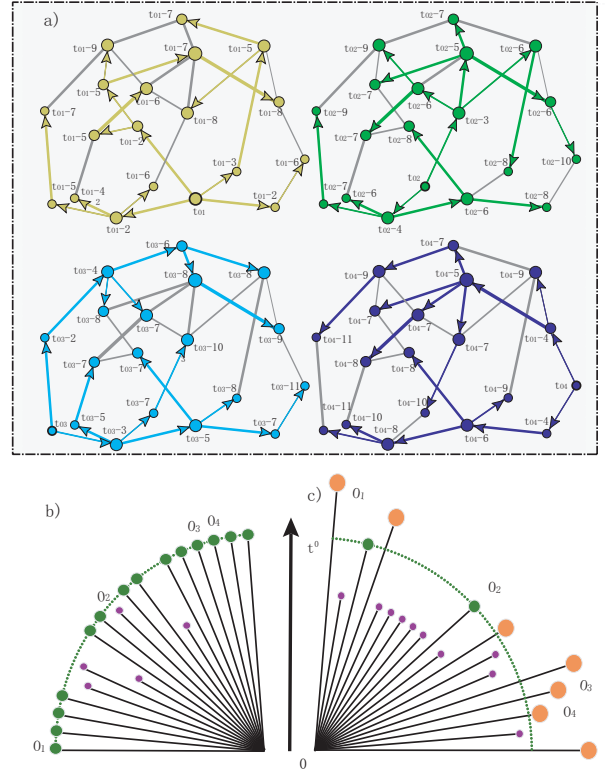 a)
t01-7
t01-9
t01-7
t01-5
t01-5
t01-6
t01-8
t01-7
t01-8
t01-5
t01-2
t01-6
t01-3
t01-6
t01-5
t01-4
2
t01-2
t01
t01-2
t02-7
t02-9
t02-5
t02-6
t02-7
t02-6
t02-6
t02-9
t02-3
t02-7
t02-8
t02-8
t02-10
t02
t02-7
t02-6
t02-8
t02-6
t02-4
t03-6
t03-4
t03-8
t03-8
t03-8
t03-7
t03-2
t03-9
t03-10
t03-7
t03-7
3
t03-11
t03-8
t03-7
t03
t03-5
t03-7
t03-3
t03-5
t04-7
t04-9
t04-5
t04-9
t04-7
t04-7
t04-4
t04-11
t04-7
t04-8
t04-8
t04
t04-9
t04-10
t04-11
t04-10
t04-4
t04-8
t04-6
b)
c)
O1
O3
O4
t0
O2
O2
O3
O4
O1
0